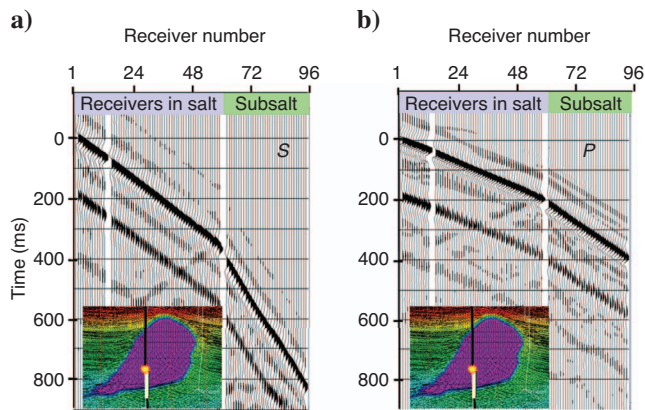 a)
Receiver number
1 24 48 72 96
Receivers in salt Subsalt
S
Time (ms)
0
200
400
600
800
b)
Receiver number
1 24 48 72 96
Receivers in salt Subsalt
P
0
200
400
600
800